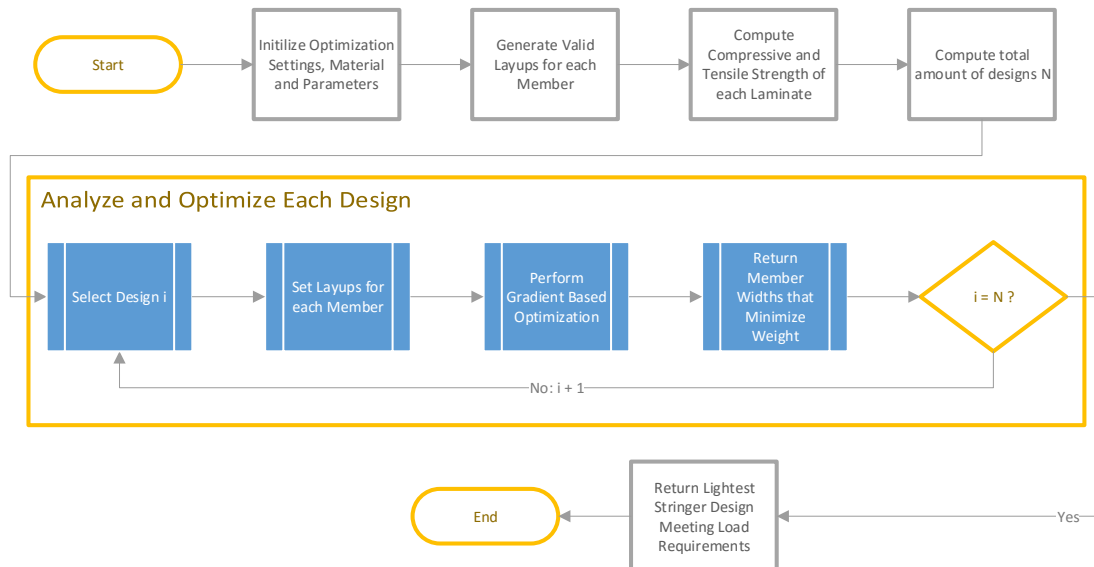 Start
Initilize Optimization
Settings, Material
and Parameters
Generate Valid
Layups for each
Member
Compute
Compressive and
Tensile Strength of
each Laminate
Compute total
amount of designs N
Analyze and Optimize Each Design
Select Design i
Set Layups for
each Member
Perform
Gradient Based
Optimization
Return
Member
Widths that
Minimize
Weight
i = N ?
No: i + 1
Yes
Return Lightest
Stringer Design
Meeting Load
Requirements
End